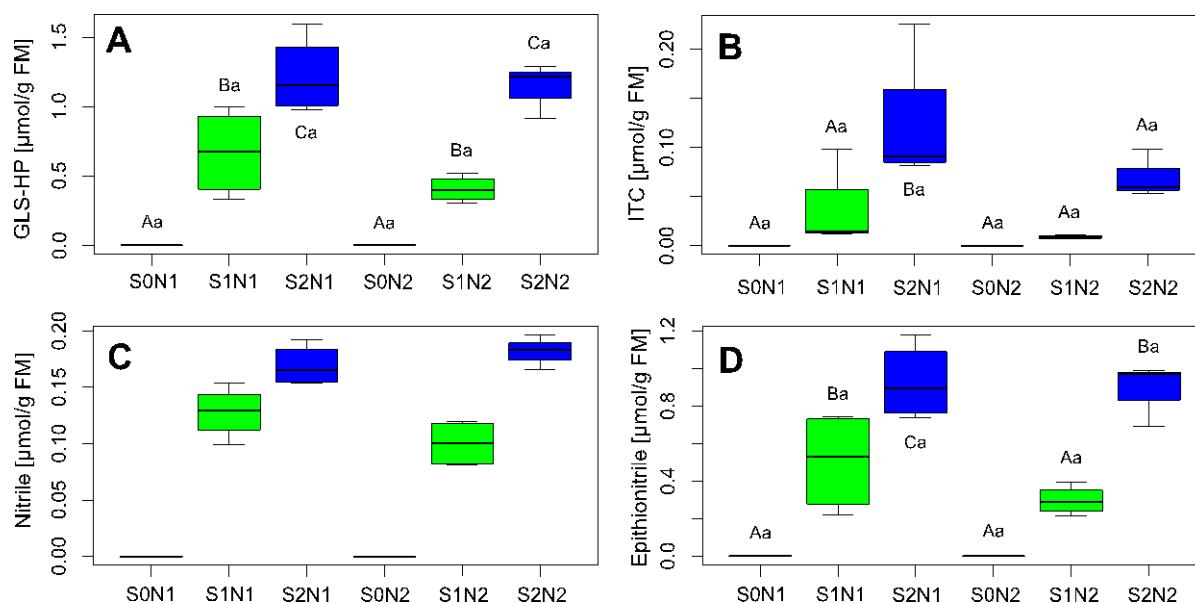 A
GLS-HP [µmol/g FM]
1.5
1.0
0.5
0.0
Aa
Ba
Ca
Aa
Ba
Ca
S0N1 S1N1 S2N1 S0N2 S1N2 S2N2
B
ITC [µmol/g FM]
0.20
0.10
0.00
Aa
Aa
Ba
Aa
Aa
Aa
S0N1 S1N1 S2N1 S0N2 S1N2 S2N2
C
Nitrile [µmol/g FM]
0.20
0.15
0.10
0.05
0.00
S0N1 S1N1 S2N1 S0N2 S1N2 S2N2
D
Epithionitrile [µmol/g FM]
1.2
0.8
0.4
0.0
Aa
Ba
Ca
Aa
Aa
Ba
S0N1 S1N1 S2N1 S0N2 S1N2 S2N2